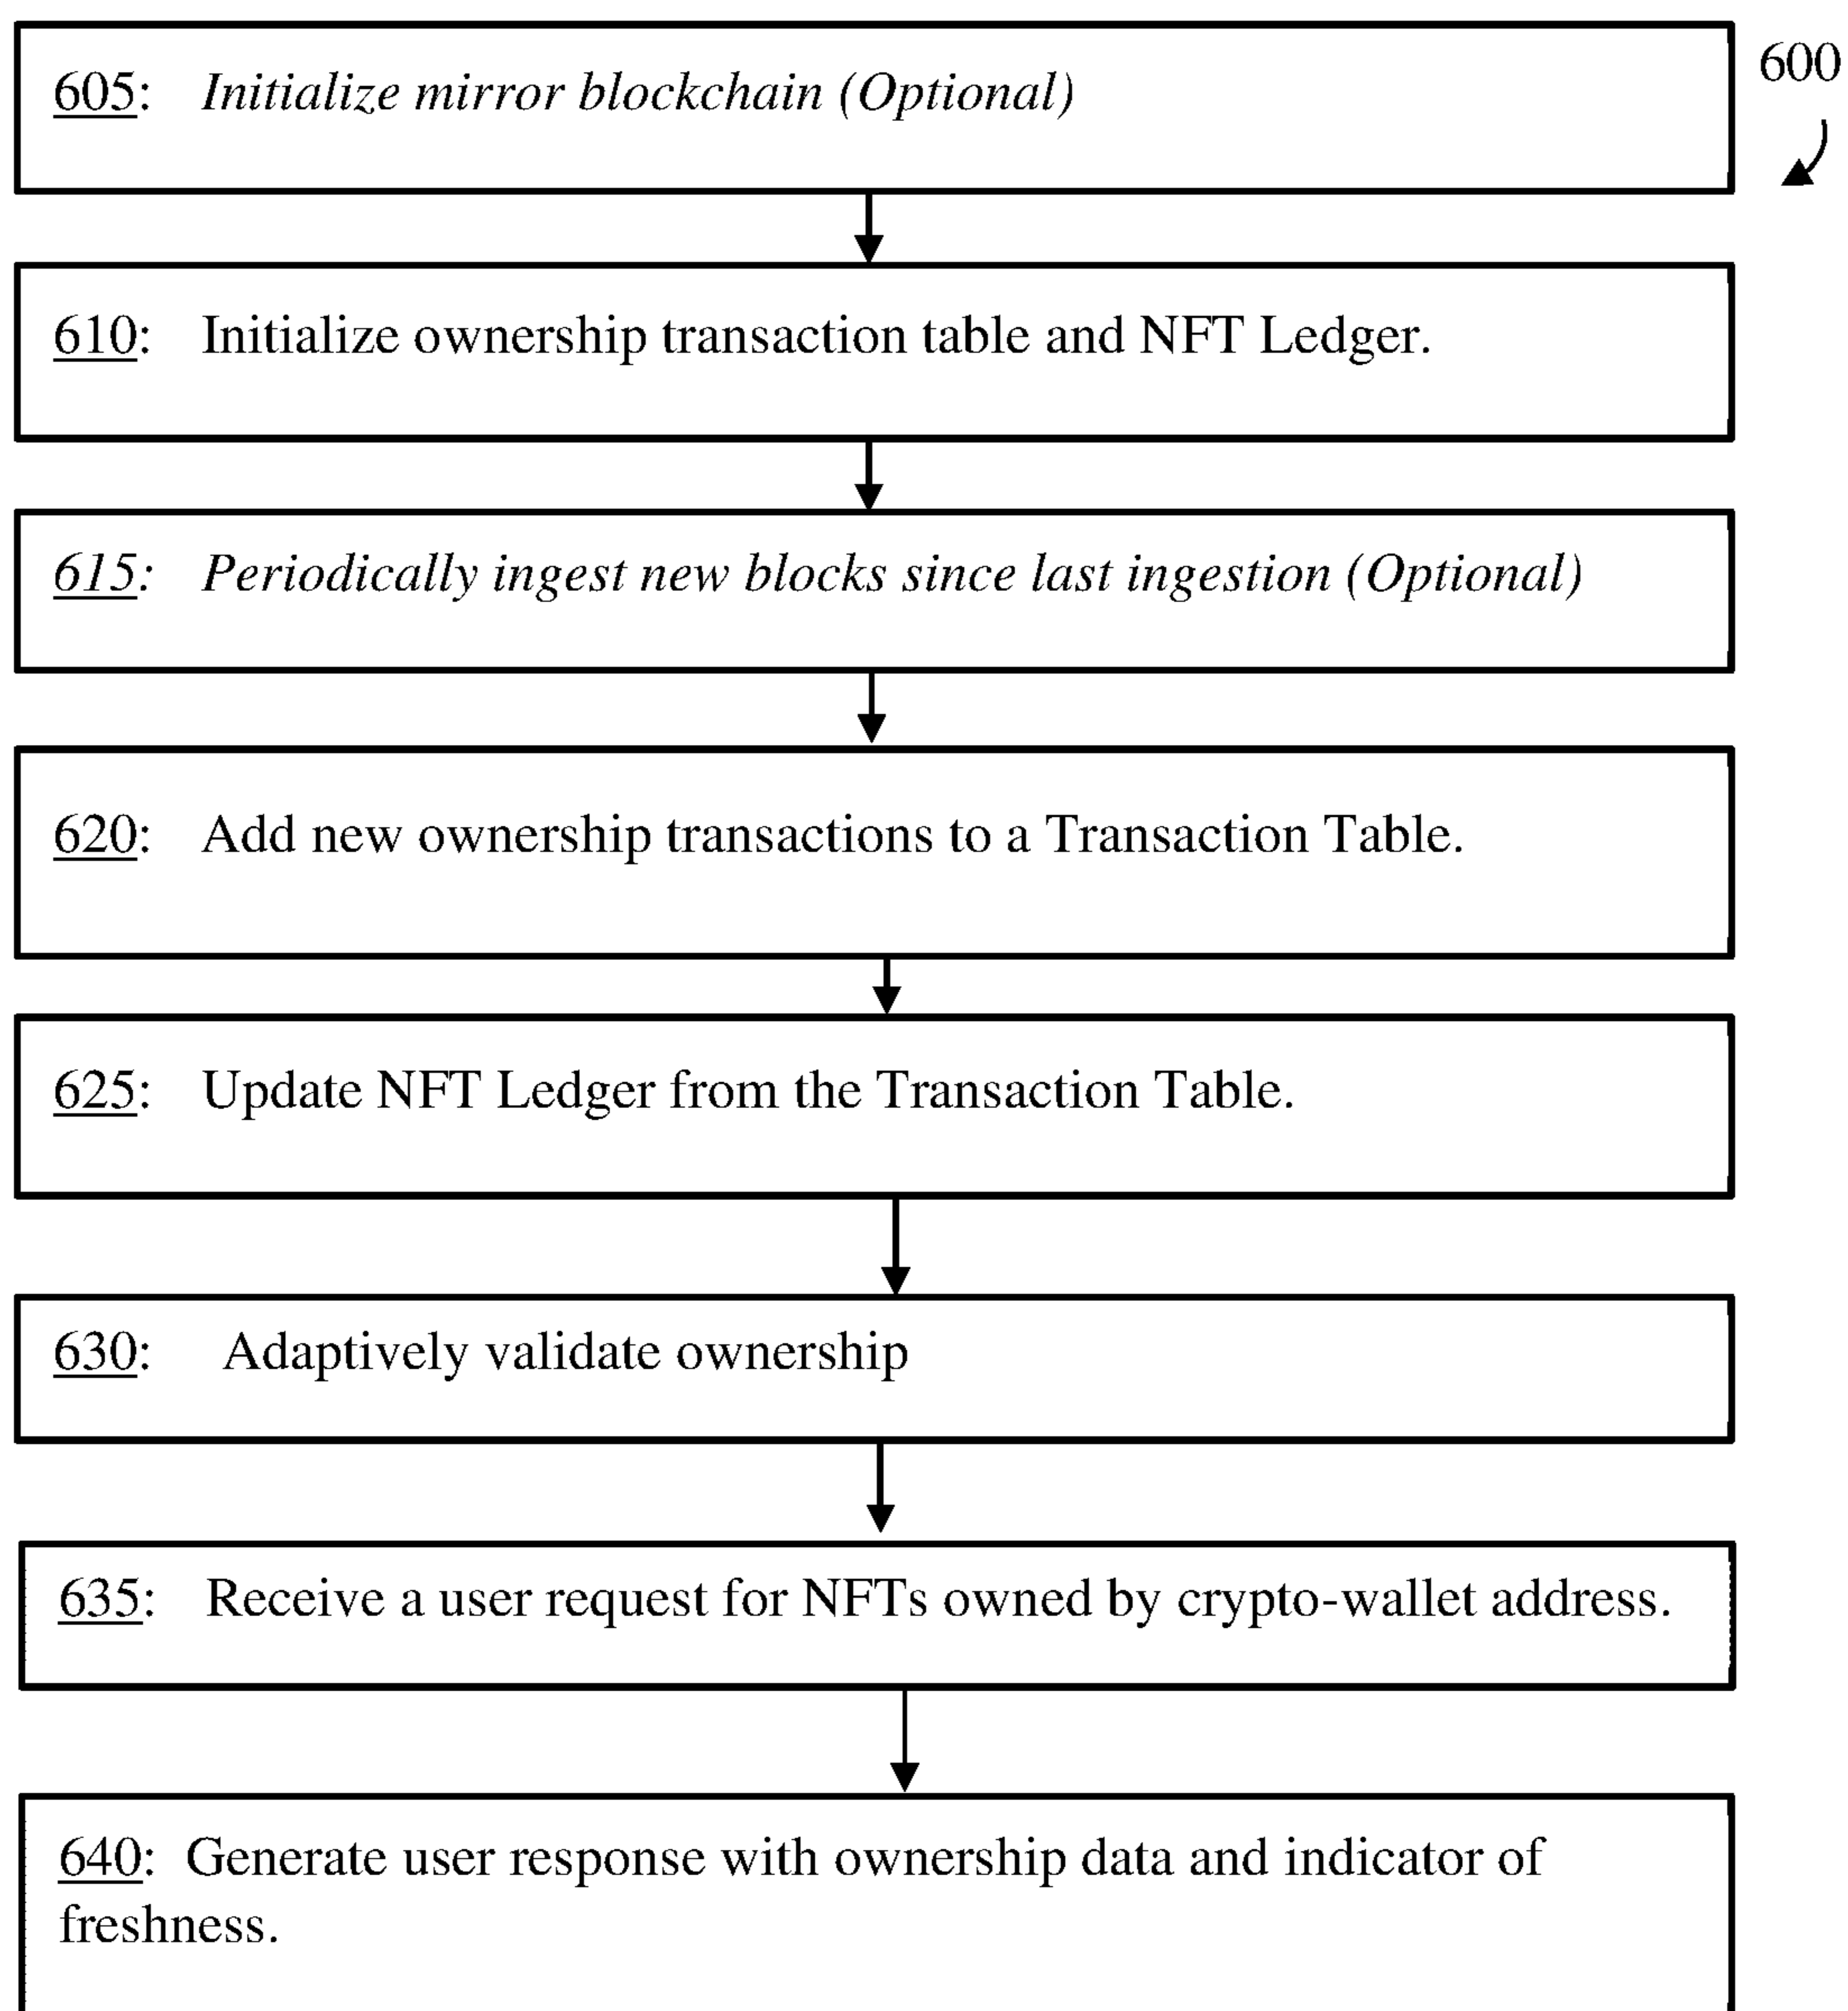 600
605: Initialize mirror blockchain (Optional)
610: Initialize ownership transaction table and NFT Ledger.
615: Periodically ingest new blocks since last ingestion (Optional)
620: Add new ownership transactions to a Transaction Table.
625: Update NFT Ledger from the Transaction Table.
630: Adaptively validate ownership
635: Receive a user request for NFTs owned by crypto-wallet address.
640: Generate user response with ownership data and indicator of
freshness.